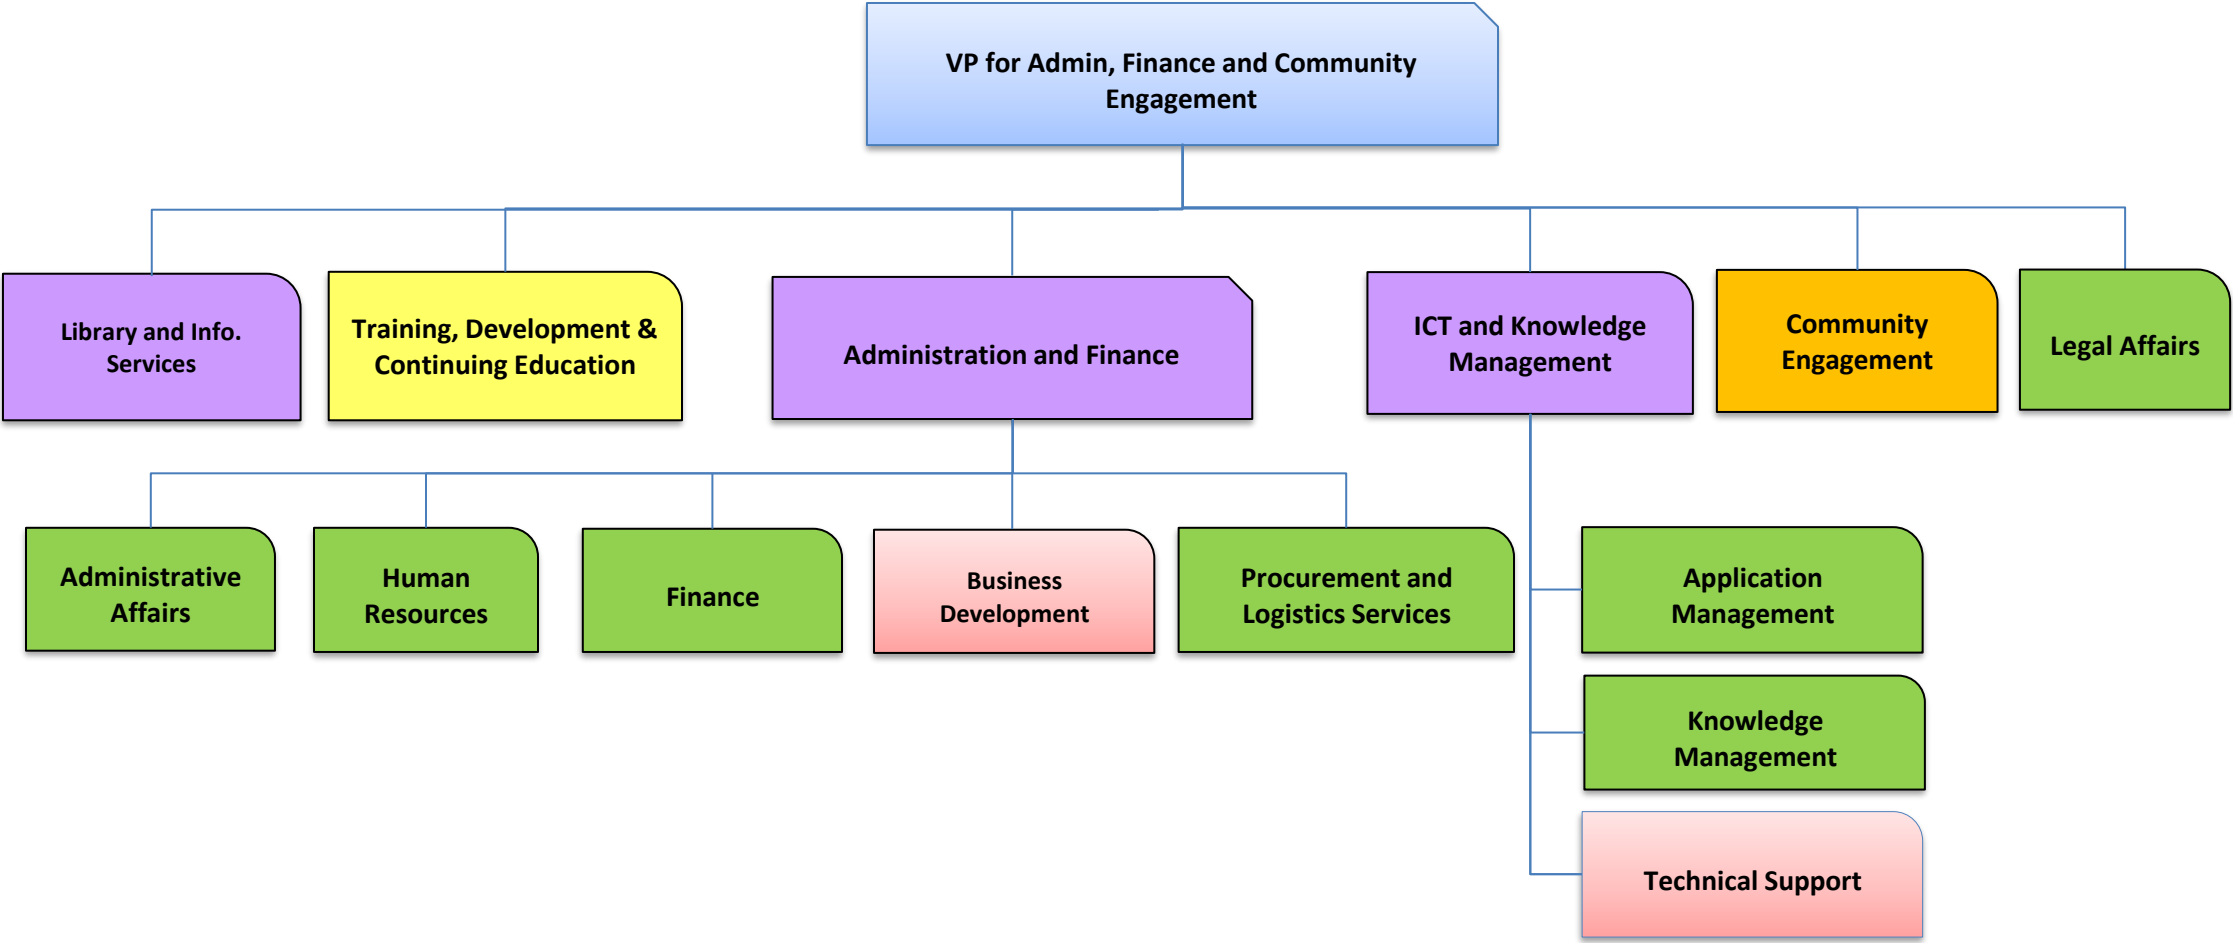 VP for Admin, Finance and Community
Engagement
Library and Info.
Services
Training, Development &
Continuing Education
Administration and Finance
ICT and Knowledge
Management
Community
Engagement
Legal Affairs
Administrative
Affairs
Human
Resources
Finance
Business
Development
Procurement and
Logistics Services
Application
Management
Knowledge
Management
Technical Support